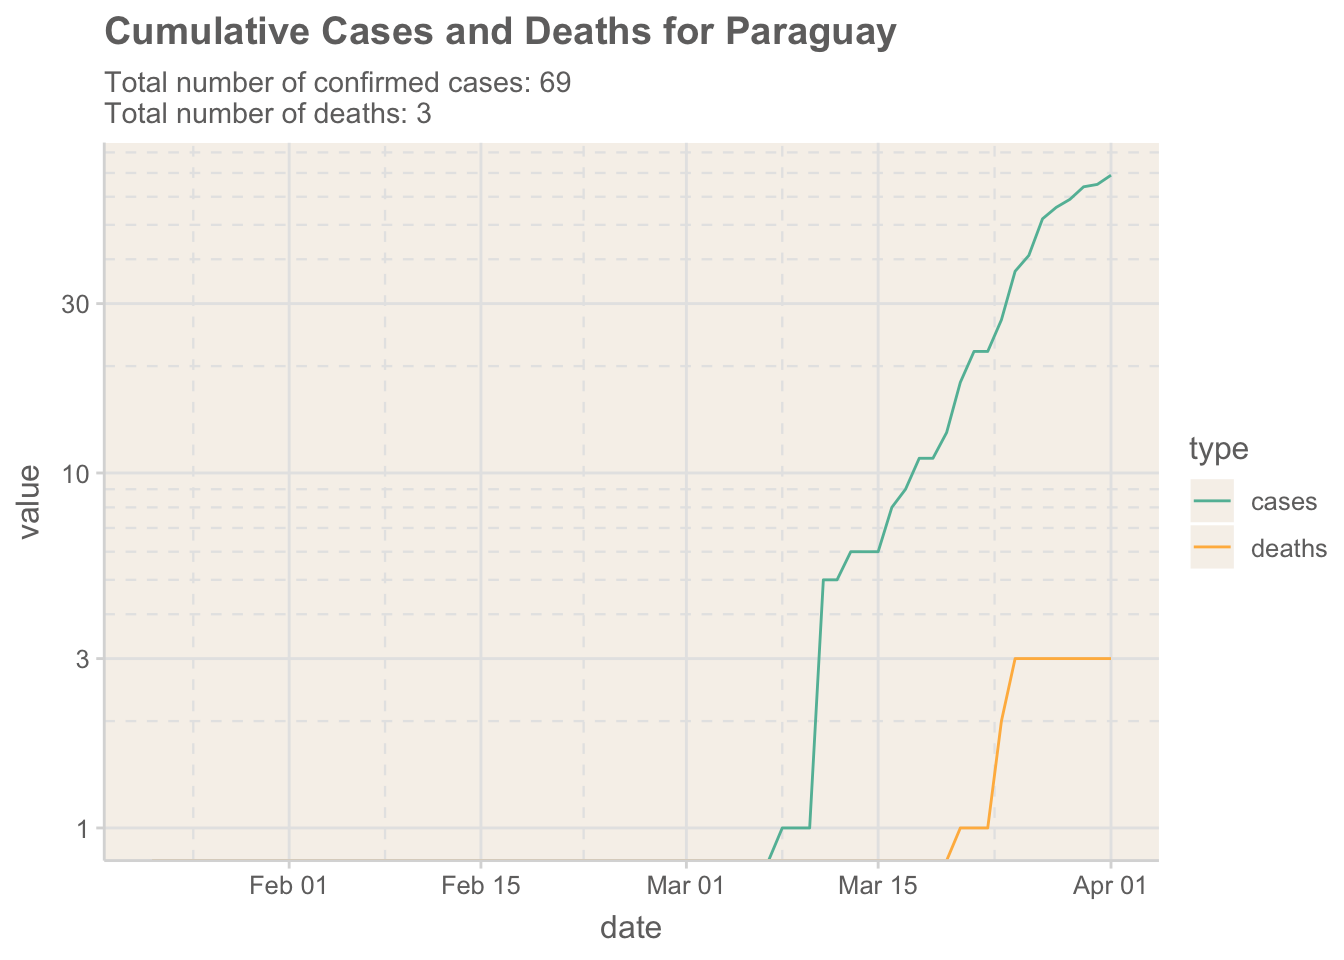 Cumulative Cases and Deaths for Paraguay
Total number of confirmed cases: 69
Total number of deaths: 3
30
10
3
1
value
Feb 01
Feb 15
Mar 01
Mar 15
Apr 01
date
type
cases
deaths